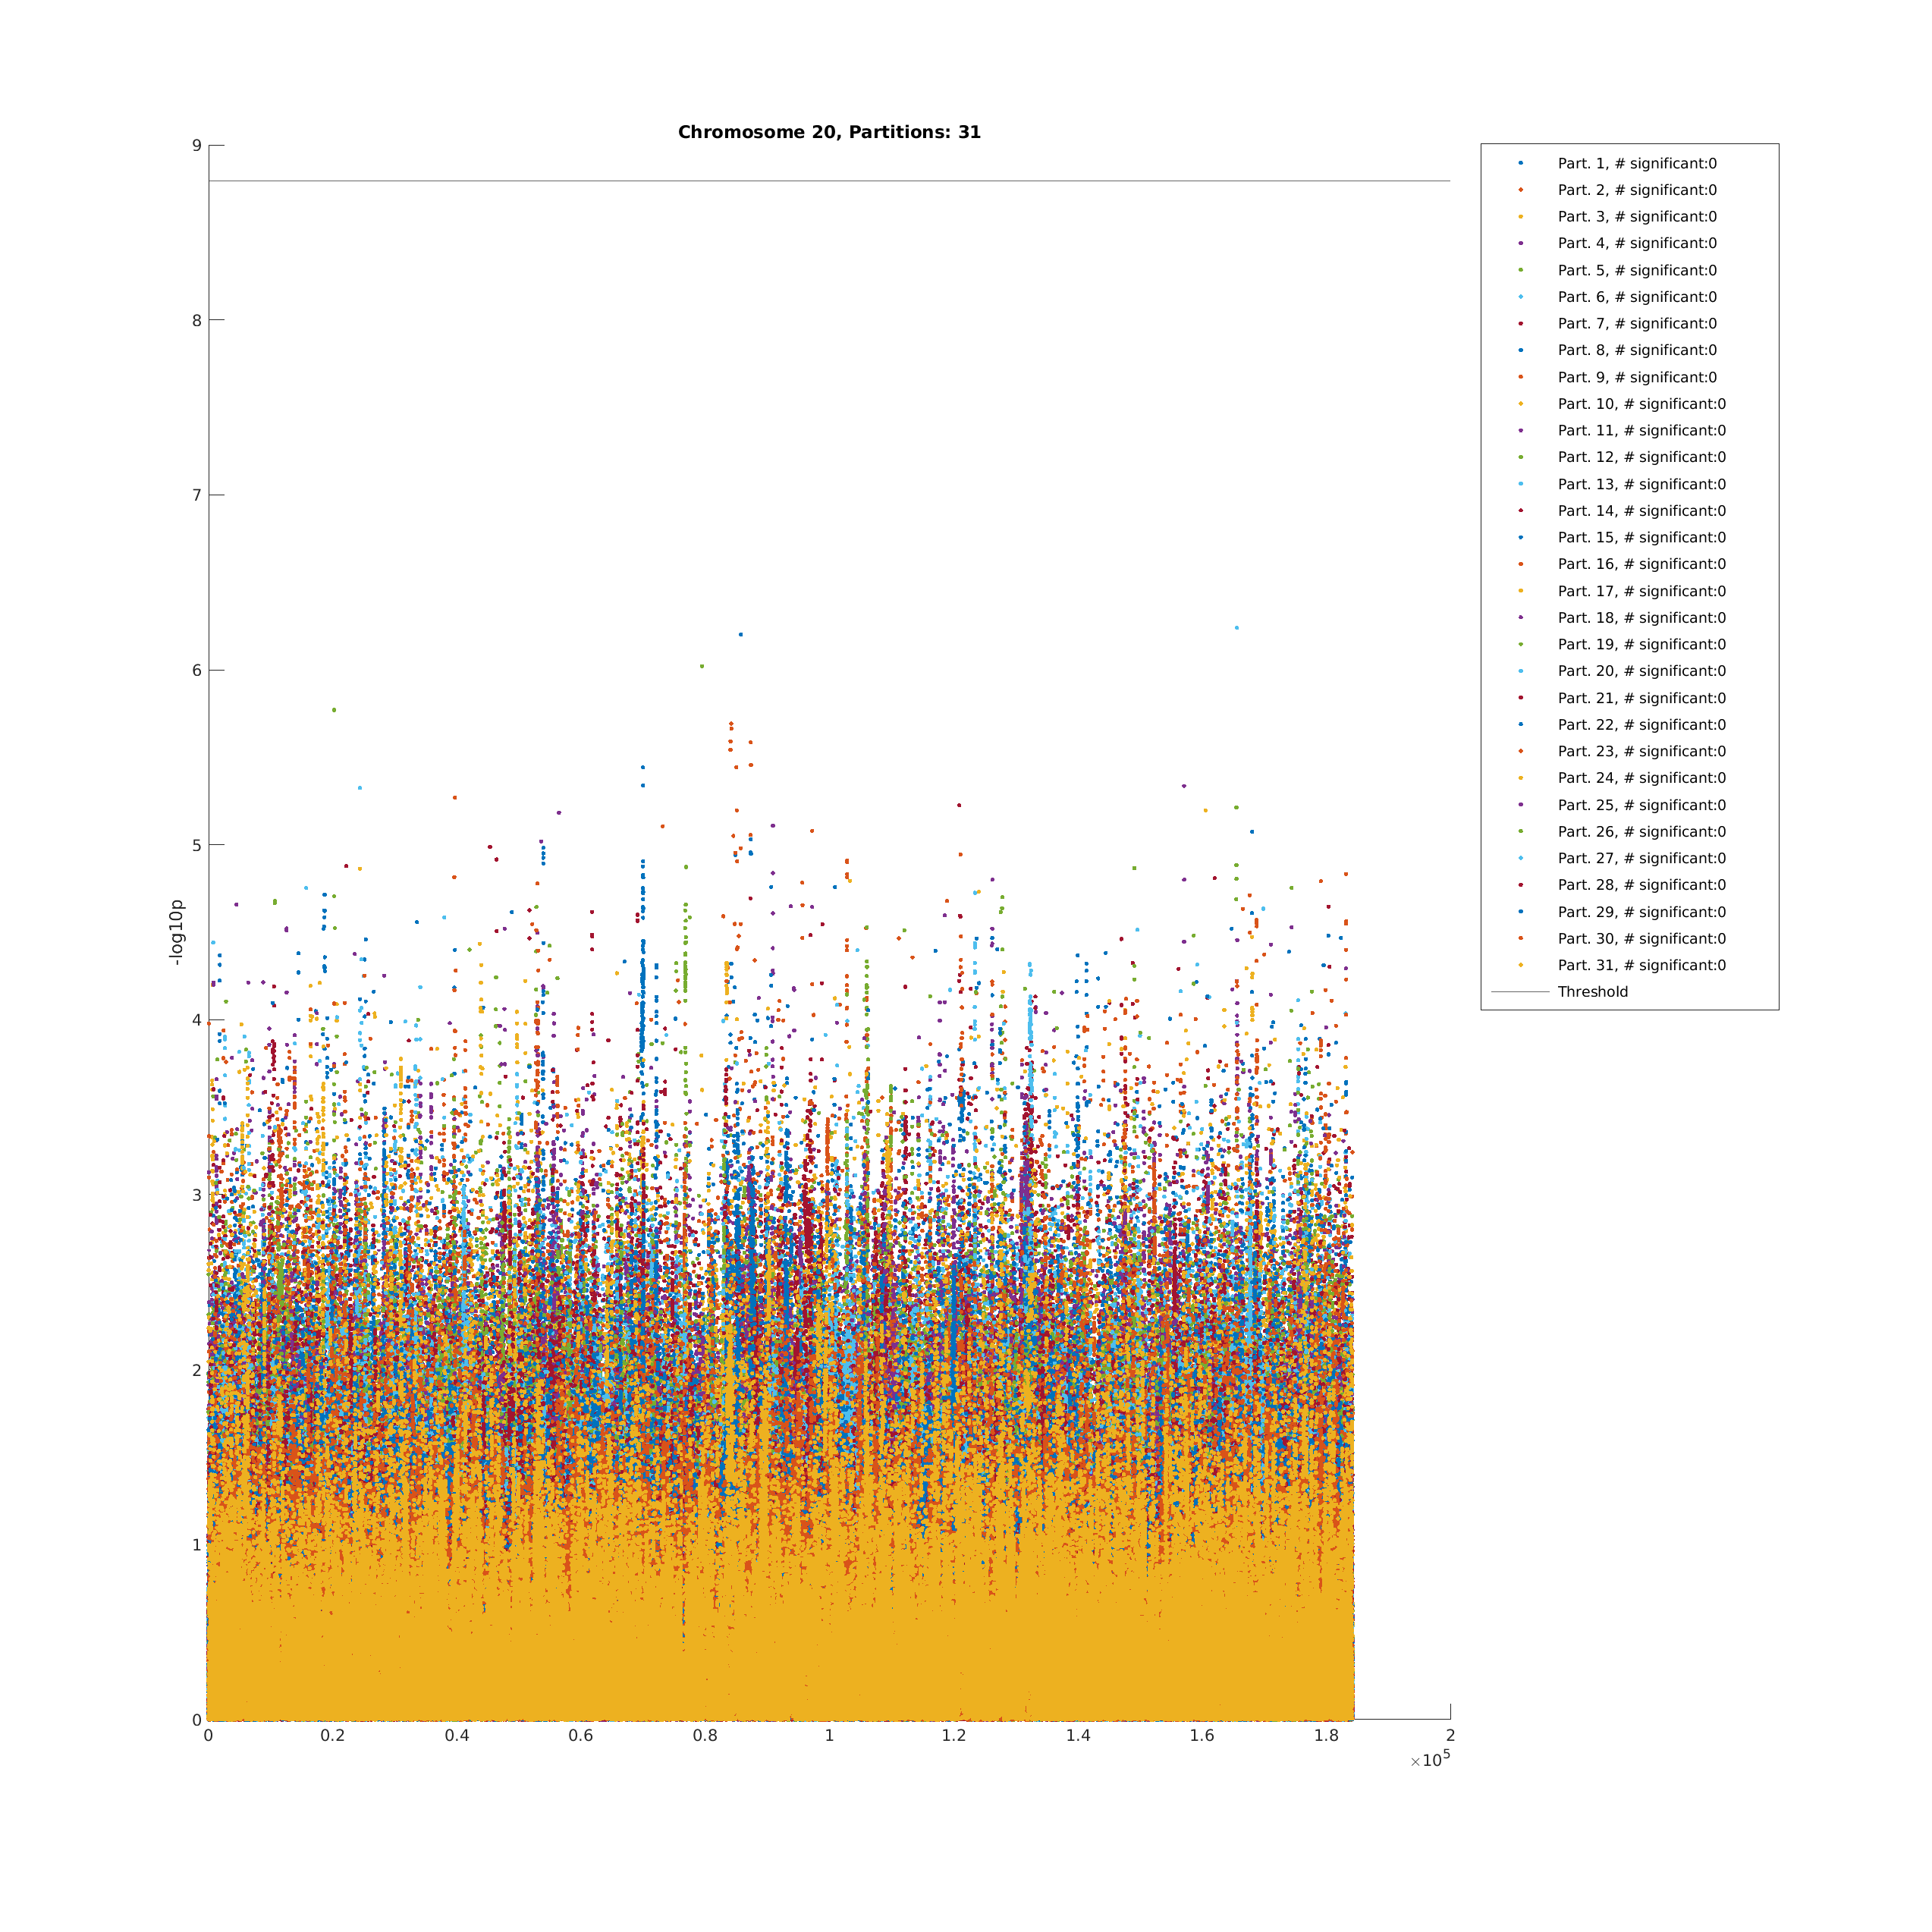 Chromosome 20, Partitions: 31
9
8
7
6
5
4
3
2
1
0
-log10p
0 0.2 0.4 0.6 0.8 1 1.2 1.4 1.6 1.8 2
×10^5
Part. 1, # significant:0
Part. 2, # significant:0
Part. 3, # significant:0
Part. 4, # significant:0
Part. 5, # significant:0
Part. 6, # significant:0
Part. 7, # significant:0
Part. 8, # significant:0
Part. 9, # significant:0
Part. 10, # significant:0
Part. 11, # significant:0
Part. 12, # significant:0
Part. 13, # significant:0
Part. 14, # significant:0
Part. 15, # significant:0
Part. 16, # significant:0
Part. 17, # significant:0
Part. 18, # significant:0
Part. 19, # significant:0
Part. 20, # significant:0
Part. 21, # significant:0
Part. 22, # significant:0
Part. 23, # significant:0
Part. 24, # significant:0
Part. 25, # significant:0
Part. 26, # significant:0
Part. 27, # significant:0
Part. 28, # significant:0
Part. 29, # significant:0
Part. 30, # significant:0
Part. 31, # significant:0
Threshold